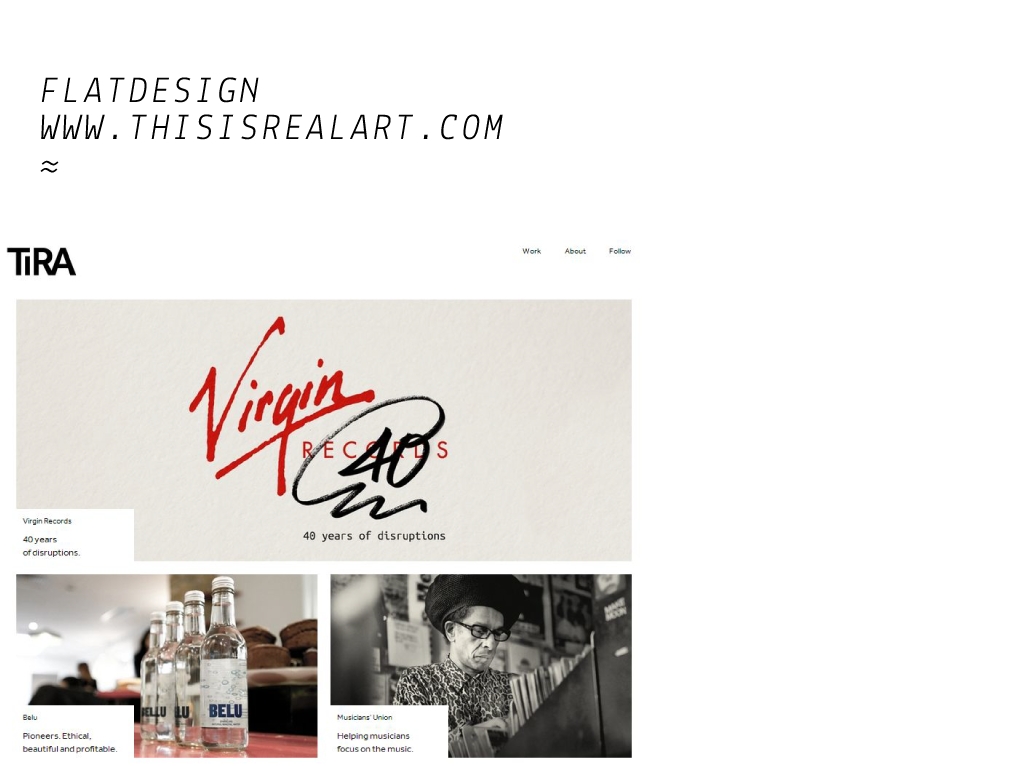 FLATDESIGN
WWW.THISISREALART.COM
≈
TiRA
Work About Follow
Virgin
RECORDS
40
40 years of disruptions
Virgin Records
40 years
of disruptions.
BELU
BELU
Belu
Pioneers. Ethical,
beautiful and profitable.
Musicians' Union
Helping musicians
focus on the music.